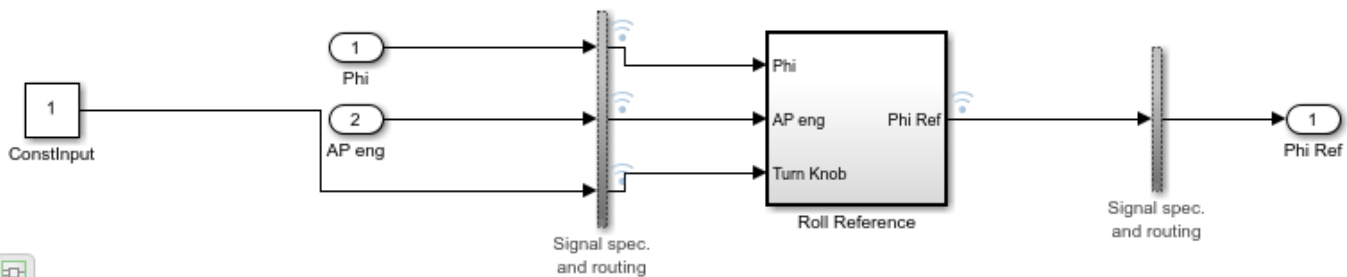 1
ConstInput
1
Phi
2
AP eng
Signal spec.
and routing
Phi
AP eng
Turn Knob
Phi Ref
Roll Reference
Signal spec.
and routing
1
Phi Ref